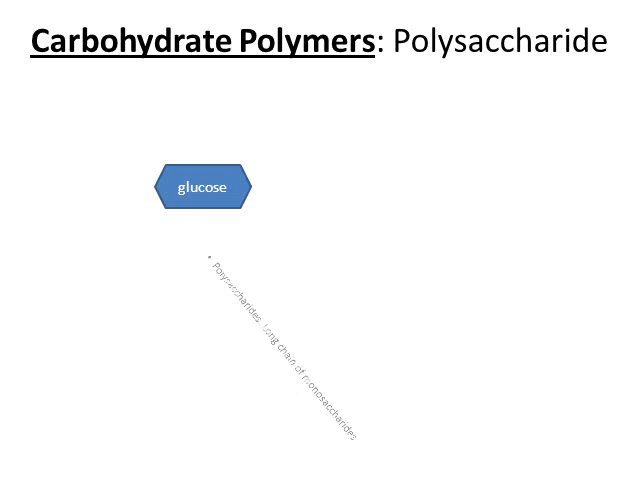 Carbohydrate Polymers: Polysaccharide
glucose
• Polysaccharides: Long chain of monosaccharides